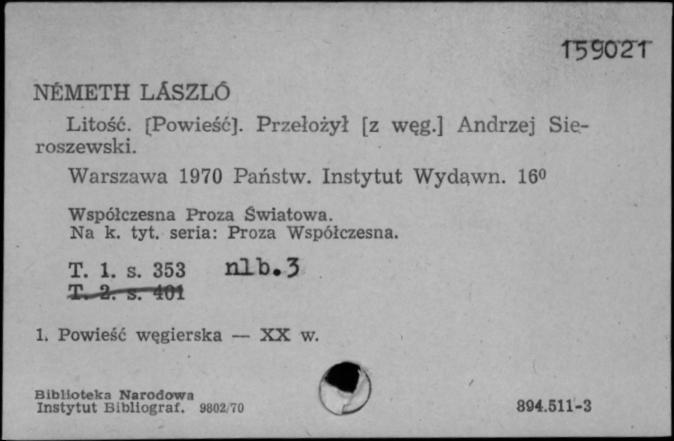 159021
NÉMETH LÁSZLÓ
Litość. [Powieść]. Przełożył [z węg.] Andrzej Sie-
roszewski.
Warszawa 1970 Państw. Instytut Wydawn. 16⁰
Współczesna Proza Światowa.
Na k. tyt. seria: Proza Współczesna.
T. 1. s. 353 nlb. 3
T. 2. s. 401
1. Powieść węgierska — XX w.
Biblioteka Narodowa
Instytut Bibliograf. 9802/70
894.511-3